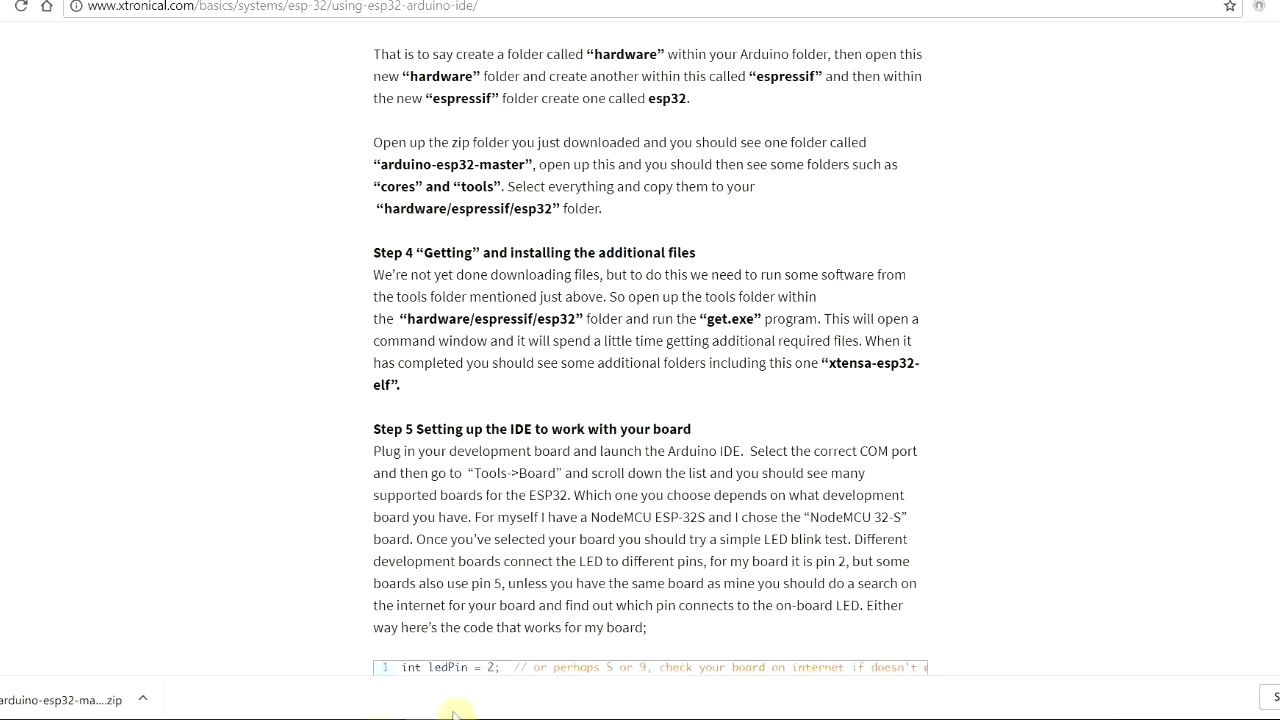 www.xtronical.com/basics/systems/esp-32/using-esp32-arduino-ide/
That is to say create a folder called “hardware” within your Arduino folder, then open this
new “hardware” folder and create another within this called “espressif” and then within
the new “espressif” folder create one called esp32.
Open up the zip folder you just downloaded and you should see one folder called
“arduino-esp32-master”, open up this and you should then see some folders such as
“cores” and “tools”. Select everything and copy them to your
“hardware/espressif/esp32” folder.
Step 4 “Getting” and installing the additional files
We’re not yet done downloading files, but to do this we need to run some software from
the tools folder mentioned just above. So open up the tools folder within
the “hardware/espressif/esp32” folder and run the “get.exe” program. This will open a
command window and it will spend a little time getting additional required files. When it
has completed you should see some additional folders including this one “xtensa-esp32-
elf”.
Step 5 Setting up the IDE to work with your board
Plug in your development board and launch the Arduino IDE. Select the correct COM port
and then go to “Tools->Board” and scroll down the list and you should see many
supported boards for the ESP32. Which one you choose depends on what development
board you have. For myself I have a NodeMCU ESP-32S and I chose the “NodeMCU 32-S”
board. Once you’ve selected your board you should try a simple LED blink test. Different
development boards connect the LED to different pins, for my board it is pin 2, but some
boards also use pin 5, unless you have the same board as mine you should do a search on
the internet for your board and find out which pin connects to the on-board LED. Either
way here’s the code that works for my board;
1 int ledPin = 2; // or perhaps 5 or 9, check your board on internet if doesn't w
arduino-esp32-ma....zip
S